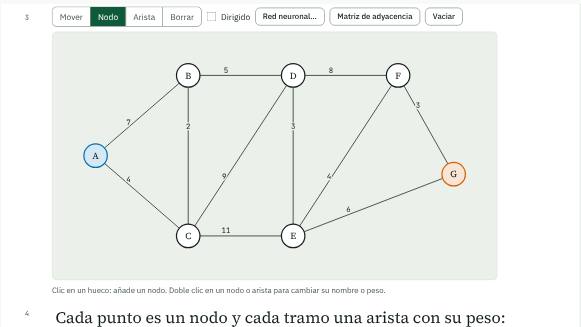 3
Mover Nodo Arista Borrar Dirigido Red neuronal... Matriz de adyacencia Vaciar
B 5 D 8 F
3
7 2 3
A
4 9 4 G
6
C 11 E
Clic en un hueco: añade un nodo. Doble clic en un nodo o arista para cambiar su nombre o peso.
4
Cada punto es un nodo y cada tramo una arista con su peso: